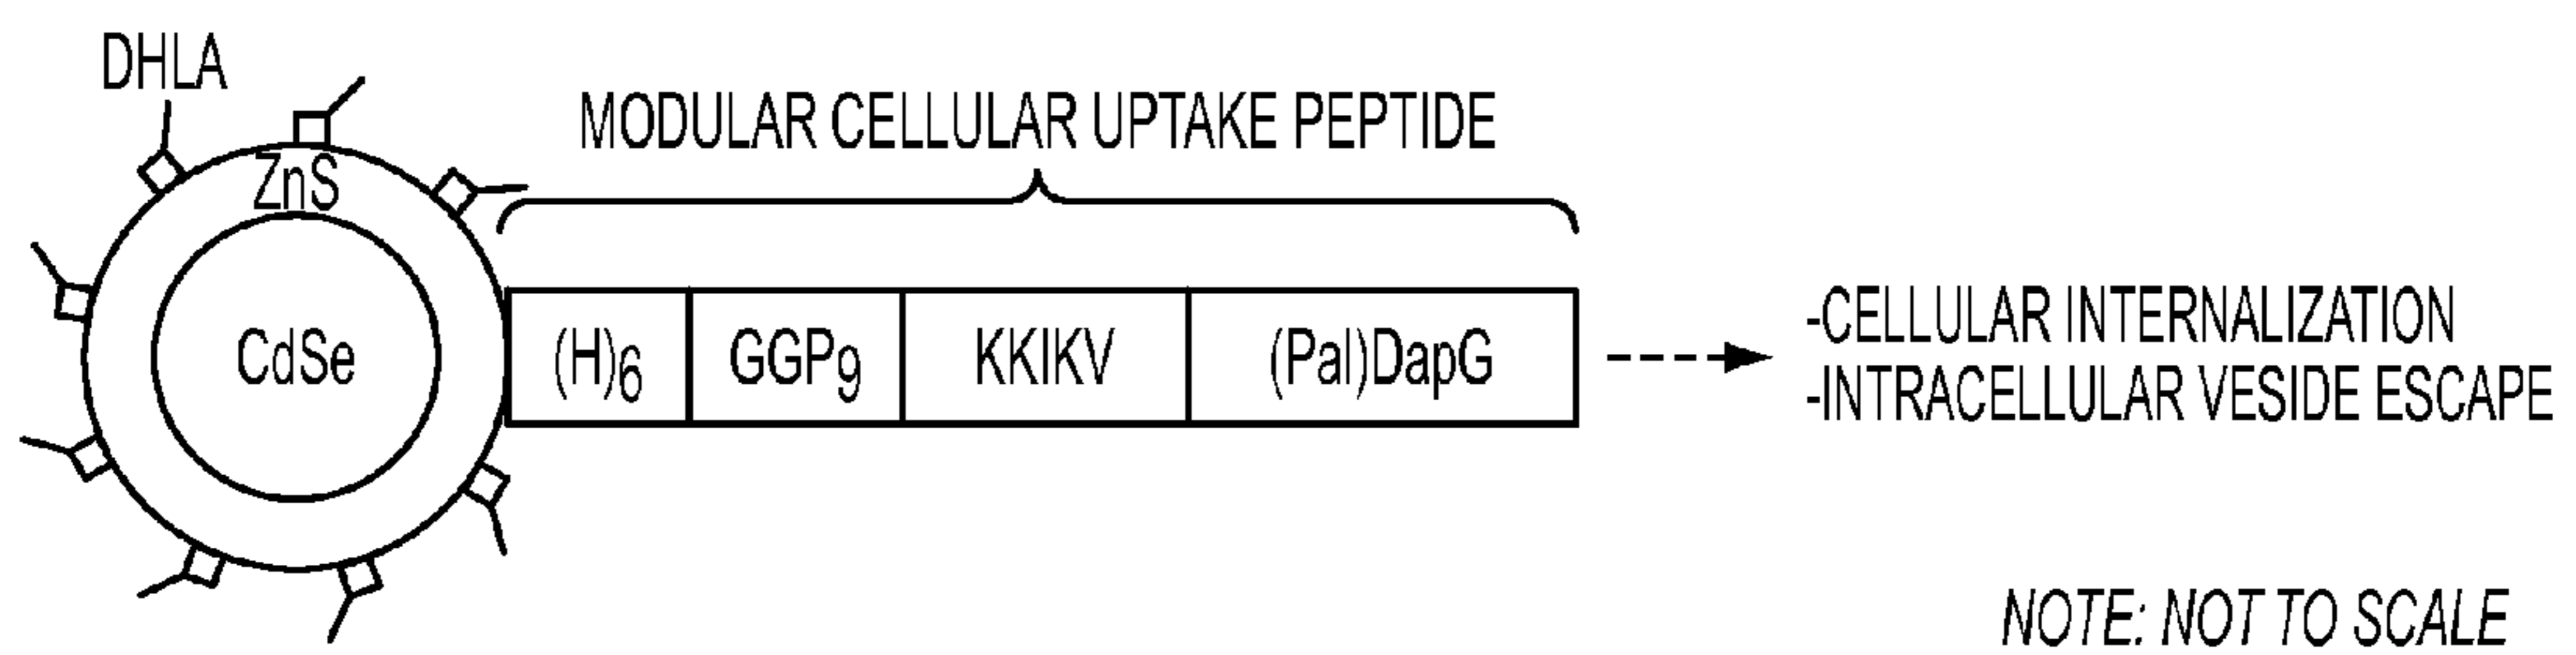 DHLA
MODULAR CELLULAR UPTAKE PEPTIDE
ZnS
CdSe
(H)6
GGP9
KKIKV
(Pal)DapG
-CELLULAR INTERNALIZATION
-INTRACELLULAR VESIDE ESCAPE
NOTE: NOT TO SCALE